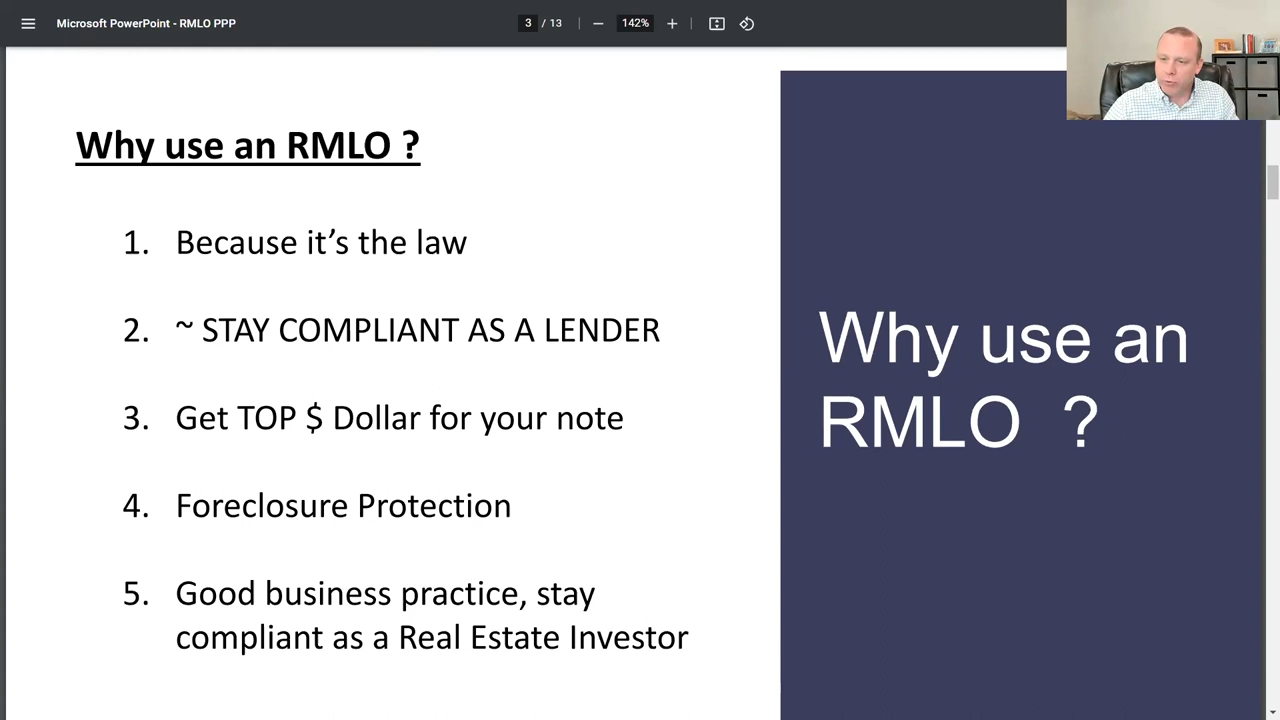 Microsoft PowerPoint - RMLO PPP
3 / 13
142%
Why use an RMLO ?
1. Because it's the law
2. ~ STAY COMPLIANT AS A LENDER
3. Get TOP $ Dollar for your note
4. Foreclosure Protection
5. Good business practice, stay
compliant as a Real Estate Investor
Why use an
RMLO ?